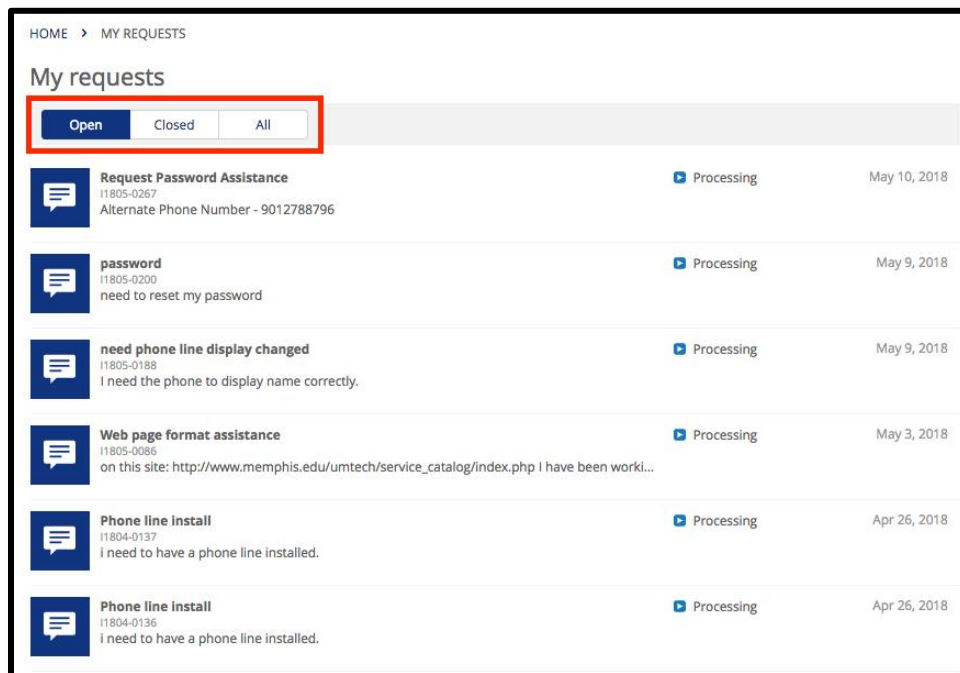 HOME > MY REQUESTS
My requests
Open Closed All
Request Password Assistance Processing May 10, 2018
I1805-0267
Alternate Phone Number - 9012788796
password Processing May 9, 2018
I1805-0200
need to reset my password
need phone line display changed Processing May 9, 2018
I1805-0188
I need the phone to display name correctly.
Web page format assistance Processing May 3, 2018
I1805-0086
on this site: http://www.memphis.edu/umtech/service_catalog/index.php I have been worki...
Phone line install Processing Apr 26, 2018
I1804-0137
i need to have a phone line installed.
Phone line install Processing Apr 26, 2018
I1804-0136
i need to have a phone line installed.